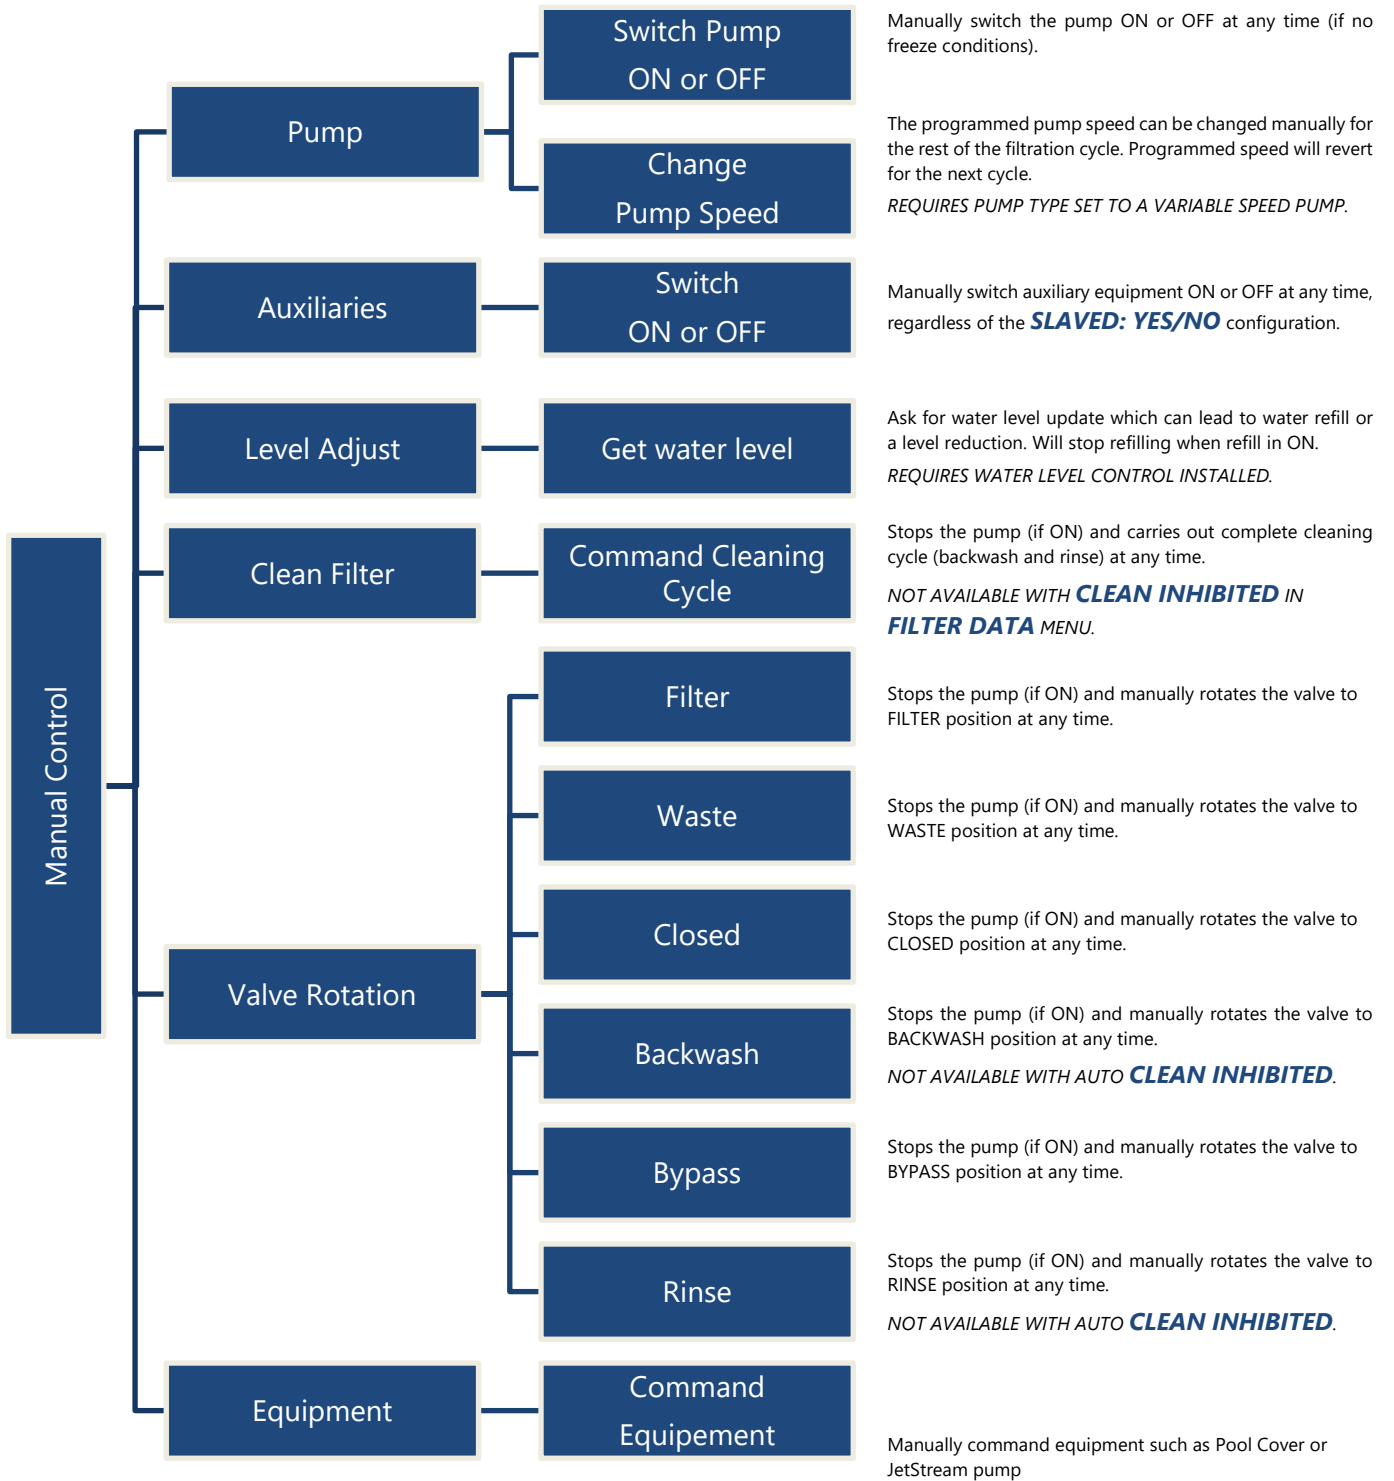 Manual Control
Pump
Switch Pump
ON or OFF
Manually switch the pump ON or OFF at any time (if no
freeze conditions).
Change
Pump Speed
The programmed pump speed can be changed manually for
the rest of the filtration cycle. Programmed speed will revert
for the next cycle.
REQUIRES PUMP TYPE SET TO A VARIABLE SPEED PUMP.
Auxiliaries
Switch
ON or OFF
Manually switch auxiliary equipment ON or OFF at any time,
regardless of the SLAVED: YES/NO configuration.
Level Adjust
Get water level
Ask for water level update which can lead to water refill or
a level reduction. Will stop refilling when refill in ON.
REQUIRES WATER LEVEL CONTROL INSTALLED.
Clean Filter
Command Cleaning
Cycle
Stops the pump (if ON) and carries out complete cleaning
cycle (backwash and rinse) at any time.
NOT AVAILABLE WITH CLEAN INHIBITED IN
FILTER DATA MENU.
Valve Rotation
Filter
Stops the pump (if ON) and manually rotates the valve to
FILTER position at any time.
Waste
Stops the pump (if ON) and manually rotates the valve to
WASTE position at any time.
Closed
Stops the pump (if ON) and manually rotates the valve to
CLOSED position at any time.
Backwash
Stops the pump (if ON) and manually rotates the valve to
BACKWASH position at any time.
NOT AVAILABLE WITH AUTO CLEAN INHIBITED.
Bypass
Stops the pump (if ON) and manually rotates the valve to
BYPASS position at any time.
Rinse
Stops the pump (if ON) and manually rotates the valve to
RINSE position at any time.
NOT AVAILABLE WITH AUTO CLEAN INHIBITED.
Equipment
Command
Equipement
Manually command equipment such as Pool Cover or
JetStream pump